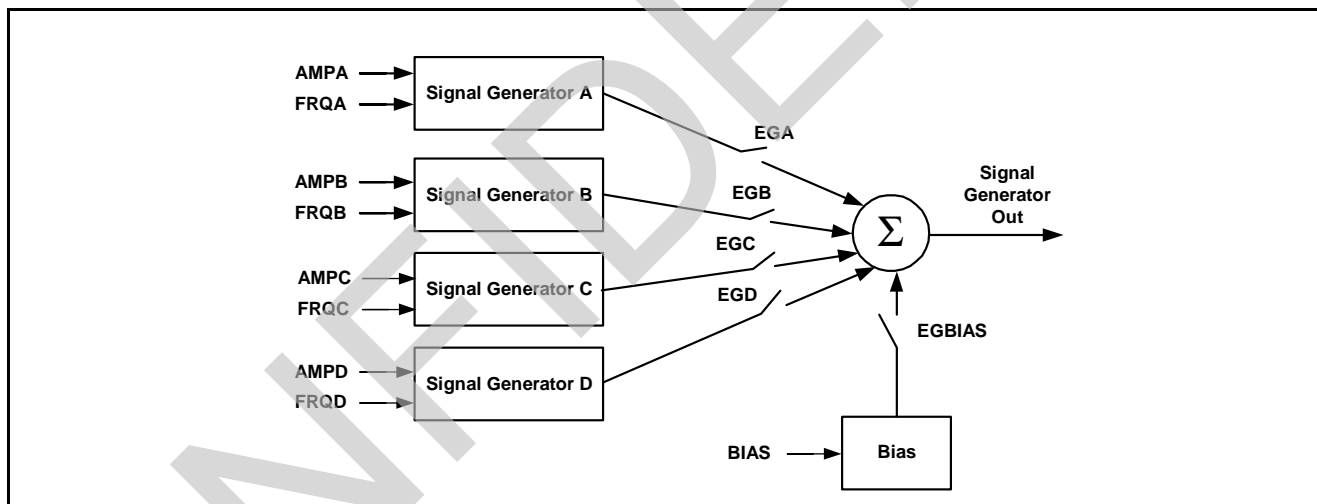 AMPA
FRQA
Signal Generator A
EGA
AMPB
FRQB
Signal Generator B
EGB
Signal
Generator
Out
Σ
EGC
AMPC
FRQC
Signal Generator C
EGD
EGBIAS
AMPD
FRQD
Signal Generator D
BIAS
Bias
NFIDE